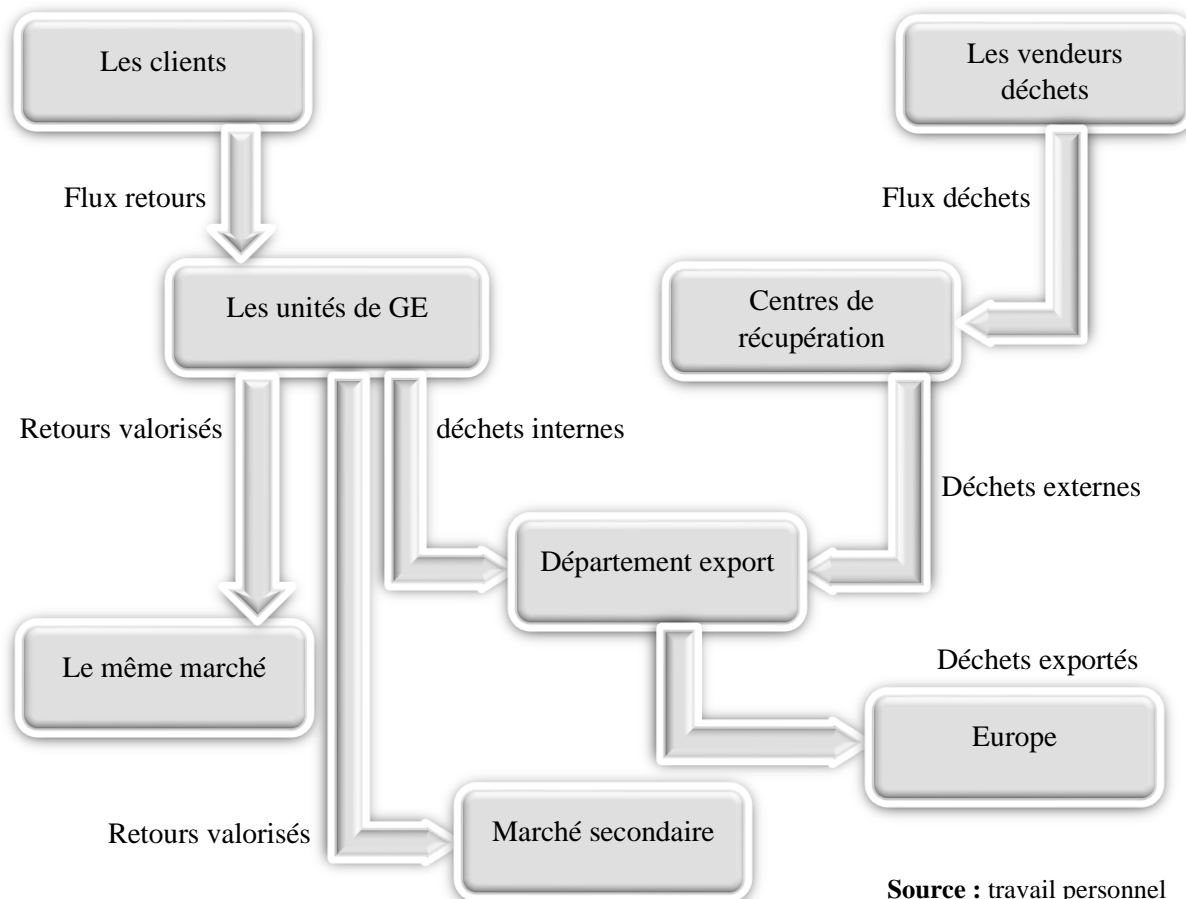 Les clients
Les vendeurs
déchets
Flux retours
Flux déchets
Les unités de GE
Centres de
récupération
Retours valorisés
déchets internes
Déchets externes
Département export
Le même marché
Déchets exportés
Europe
Retours valorisés
Marché secondaire
Source : travail personnel